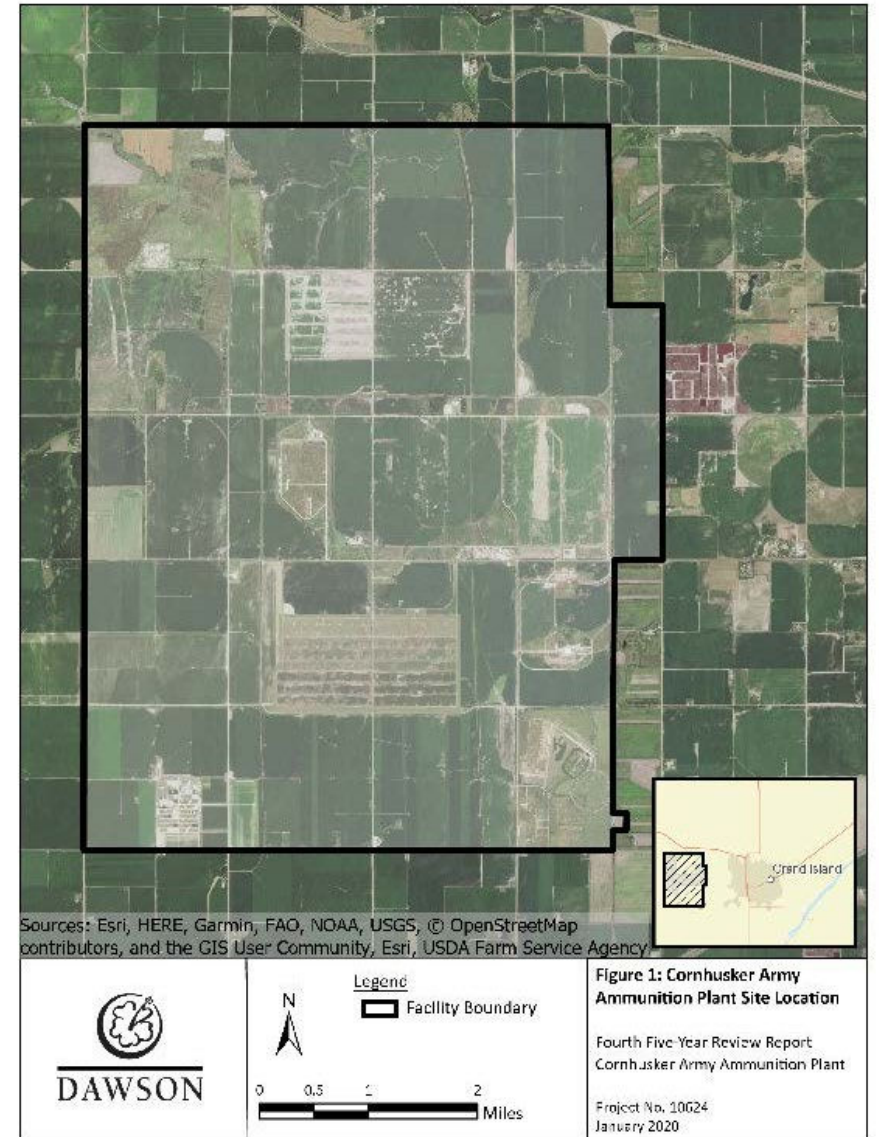 Grand Island
Sources: Esri, HERE, Garmin, FAO, NOAA, USGS, © OpenStreetMap
contributors, and the GIS User Community, Esri, USDA Farm Service Agency
DAWSON
N
0 0.5 1 2
Miles
Legend
Facility Boundary
Figure 1: Cornhusker Army
Ammunition Plant Site Location
Fourth Five-Year Review Report
Cornhusker Army Ammunition Plant
Project No. 10624
January 2020